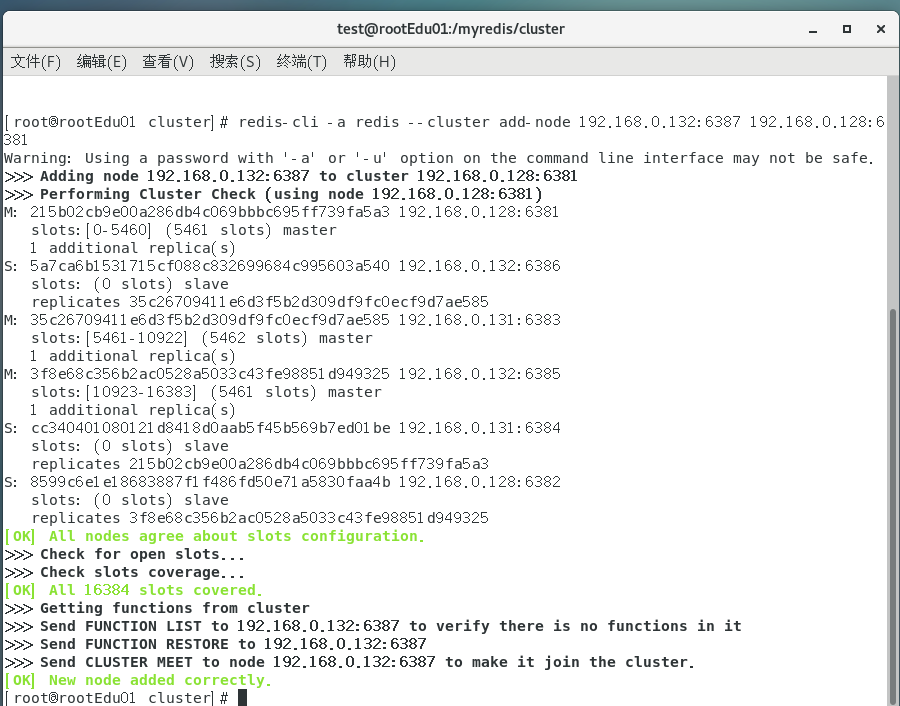 test@rootEdu01:/myredis/cluster
文件(F) 编辑(E) 查看(V) 搜索(S) 终端(T) 帮助(H)
[root@rootEdu01 cluster]# redis-cli -a redis --cluster add-node 192.168.0.132:6387 192.168.0.128:6
381
Warning: Using a password with '-a' or '-u' option on the command line interface may not be safe.
>>> Adding node 192.168.0.132:6387 to cluster 192.168.0.128:6381
>>> Performing Cluster Check (using node 192.168.0.128:6381)
M: 215b02cb9e00a286db4c069bbbc695ff739fa5a3 192.168.0.128:6381
   slots:[0-5460] (5461 slots) master
   1 additional replica(s)
S: 5a7ca6b1531715cf088c832699684c995603a540 192.168.0.132:6386
   slots: (0 slots) slave
   replicates 35c26709411e6d3f5b2d309df9fc0ecf9d7ae585
M: 35c26709411e6d3f5b2d309df9fc0ecf9d7ae585 192.168.0.131:6383
   slots:[5461-10922] (5462 slots) master
   1 additional replica(s)
M: 3f8e68c356b2ac0528a5033c43fe98851d949325 192.168.0.132:6385
   slots:[10923-16383] (5461 slots) master
   1 additional replica(s)
S: cc340401080121d8418d0aab5f45b569b7ed01be 192.168.0.131:6384
   slots: (0 slots) slave
   replicates 215b02cb9e00a286db4c069bbbc695ff739fa5a3
S: 8599c6e1e18683887f1f486fd50e71a5830faa4b 192.168.0.128:6382
   slots: (0 slots) slave
   replicates 3f8e68c356b2ac0528a5033c43fe98851d949325
[OK] All nodes agree about slots configuration.
>>> Check for open slots...
>>> Check slots coverage...
[OK] All 16384 slots covered.
>>> Getting functions from cluster
>>> Send FUNCTION LIST to 192.168.0.132:6387 to verify there is no functions in it
>>> Send FUNCTION RESTORE to 192.168.0.132:6387
>>> Send CLUSTER MEET to node 192.168.0.132:6387 to make it join the cluster.
[OK] New node added correctly.
[root@rootEdu01 cluster]#